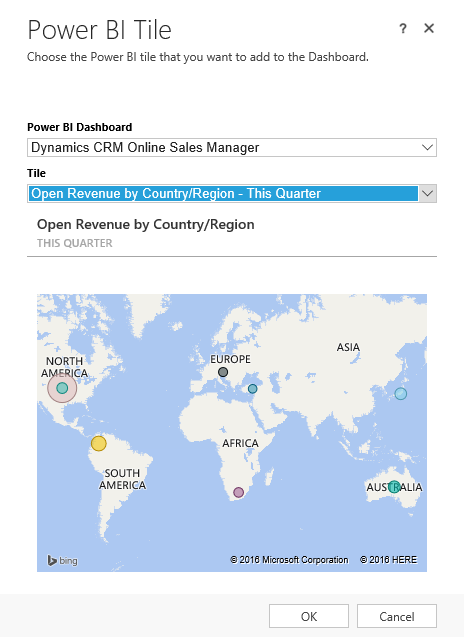 Power BI Tile
?
Choose the Power BI tile that you want to add to the Dashboard.
Power BI Dashboard
Dynamics CRM Online Sales Manager
Tile
Open Revenue by Country/Region - This Quarter
Open Revenue by Country/Region
THIS QUARTER
ASIA
EUROPE
NORTH
AMERICA
AFRICA
SOUTH
AMERICA
AUSTRALIA
bing
© 2016 Microsoft Corporation © 2016 HERE
OK Cancel